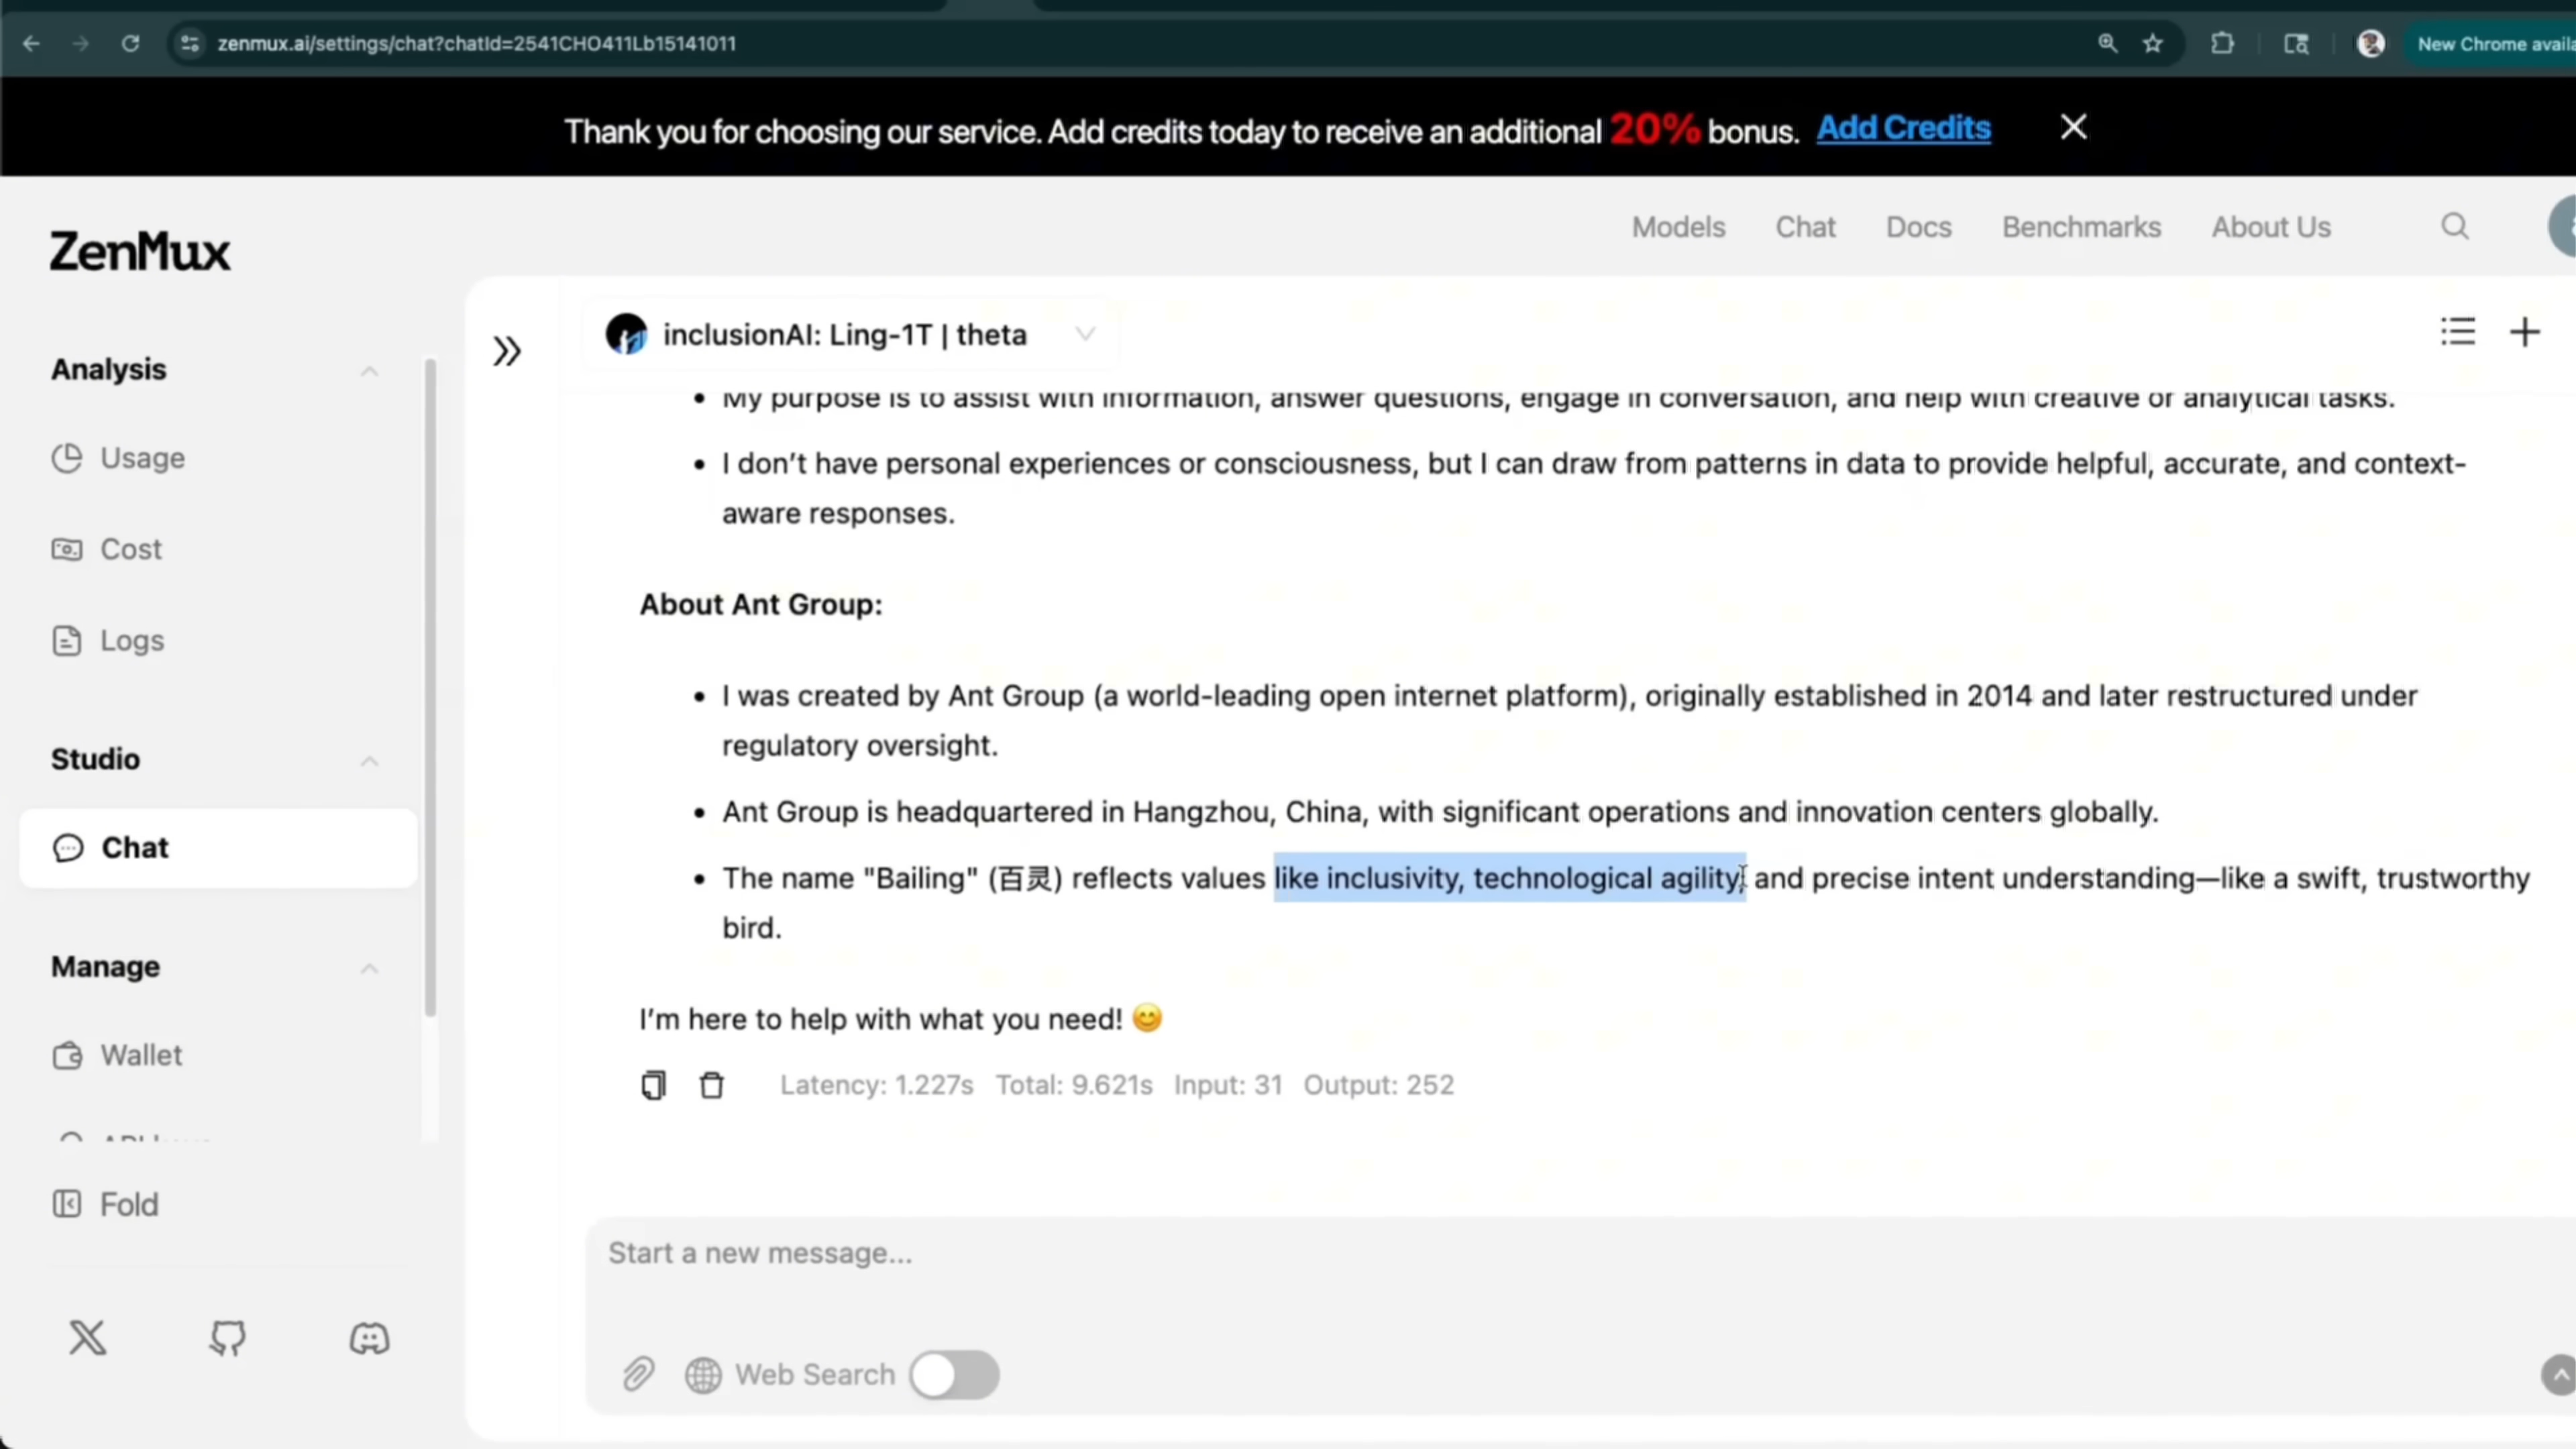 zenmux.ai/settings/chat?chatId=2541CHO411Lb15141011
New Chrome availa
Thank you for choosing our service. Add credits today to receive an additional 20% bonus. Add Credits
ZenMux
Models Chat Docs Benchmarks About Us
Analysis
Usage
Cost
Logs
Studio
Chat
Manage
Wallet
Fold
inclusionAI: Ling-1T | theta
• My purpose is to assist with information, answer questions, engage in conversation, and help with creative or analytical tasks.
• I don’t have personal experiences or consciousness, but I can draw from patterns in data to provide helpful, accurate, and context-
aware responses.
About Ant Group:
• I was created by Ant Group (a world-leading open internet platform), originally established in 2014 and later restructured under
regulatory oversight.
• Ant Group is headquartered in Hangzhou, China, with significant operations and innovation centers globally.
• The name "Bailing" (百灵) reflects values like inclusivity, technological agility, and precise intent understanding—like a swift, trustworthy
bird.
I’m here to help with what you need! 😊
Latency: 1.227s Total: 9.621s Input: 31 Output: 252
Start a new message...
Web Search